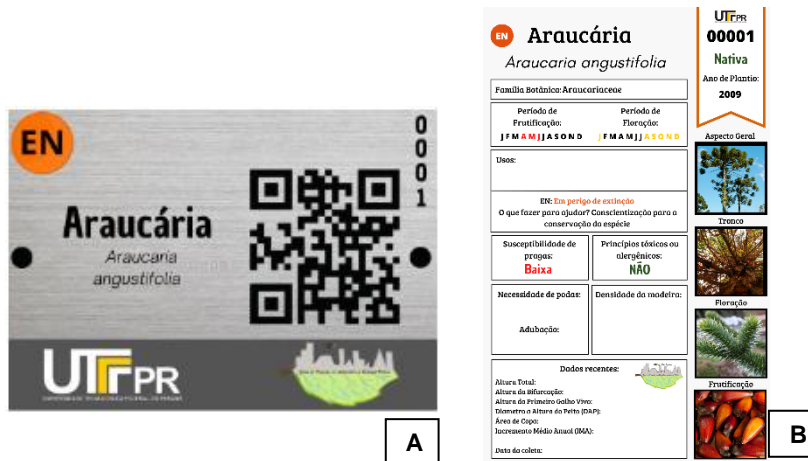 EN
0
0
0
1
Araucária
Araucaria
angustifolia
UTFPR
A
EN Araucária
Araucaria angustifolia
Família Botânica: Araucariaceae
Período de
Frutificação:
J F M A M J J A S O N D
Período de
Floração:
J F M A M J J A S O N D
Usos:
EN: Em perigo de extinção
O que fazer para ajudar? Conscientização para a
conservação da espécie
Susceptibilidade de
pragas:
Baixa
Princípios tóxicos ou
alergênicos:
NÃO
Necessidade de podas:
Adubação:
Densidade da madeira:
Dados recentes:
Altura Total:
Altura da Bifurcação:
Altura do Primeiro Galho Vivo:
Diametro a Altura do Peito (DAP):
Área de Copa:
Incremento Médio Anual (IMA):
Data da coleta:
UTFPR
00001
Nativa
Ano de Plantio:
2009
Aspecto Geral
Tronco
Floração
Frutificação
B